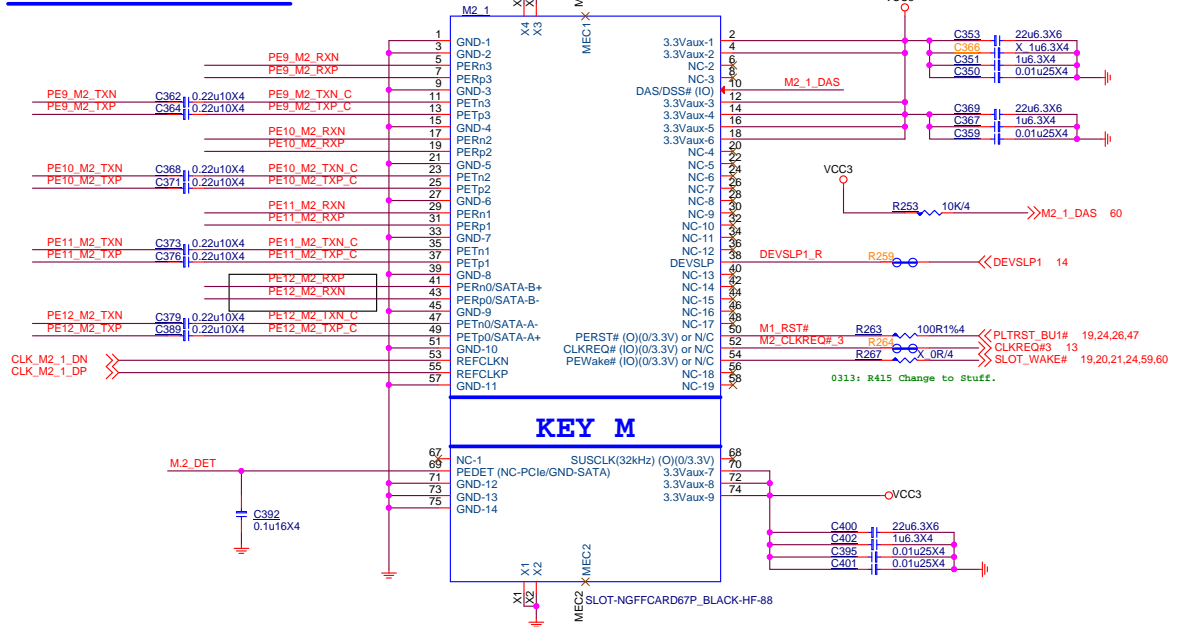 M2_1
X4
X3
MEC1
1 GND-1
3 GND-2
PE9_M2_RXN 5 PERn3
PE9_M2_RXP 7 PERp3
9 GND-3
PE9_M2_TXN C362 0.22u10X4 PE9_M2_TXN_C 11 PETn3
PE9_M2_TXP C364 0.22u10X4 PE9_M2_TXP_C 13 PETp3
15 GND-4
PE10_M2_RXN 17 PERn2
PE10_M2_RXP 19 PERp2
21 GND-5
PE10_M2_TXN C368 0.22u10X4 PE10_M2_TXN_C 23 PETn2
PE10_M2_TXP C371 0.22u10X4 PE10_M2_TXP_C 25 PETp2
27 GND-6
PE11_M2_RXN 29 PERn1
PE11_M2_RXP 31 PERp1
33 GND-7
PE11_M2_TXN C373 0.22u10X4 PE11_M2_TXN_C 35 PETn1
PE11_M2_TXP C376 0.22u10X4 PE11_M2_TXP_C 37 PETp1
39 GND-8
PE12_M2_RXP 41 PERn0/SATA-B+
PE12_M2_RXN 43 PERp0/SATA-B-
45 GND-9
PE12_M2_TXN C379 0.22u10X4 PE12_M2_TXN_C 47 PETn0/SATA-A-
PE12_M2_TXP C389 0.22u10X4 PE12_M2_TXP_C 49 PETp0/SATA-A+
51 GND-10
CLK_M2_1_DN 53 REFCLKN
CLK_M2_1_DP 55 REFCLKP
57 GND-11
3.3Vaux-1 2
3.3Vaux-2 4
NC-2 6
NC-3 8
DAS/DSS# (IO) 10 M2_1_DAS
3.3Vaux-3 12
3.3Vaux-4 14
3.3Vaux-5 16
3.3Vaux-6 18
NC-4 20
NC-5 22
NC-6 24
NC-7 26
NC-8 28
NC-9 30
NC-10 32
NC-11 34
NC-12 36
DEVSLP 38 DEVSLP1_R R259 DEVSLP1 14
NC-13 40
NC-14 42
NC-15 44
NC-16 46
NC-17 48
PERST# (O)(0/3.3V) or N/C 50 M1_RST# R263 100R1%4 PLTRST_BU1# 19,24,26,47
CLKREQ# (IO)(0/3.3V) or N/C 52 M2_CLKREQ#_3 R264 CLKREQ#3 13
PEWake# (IO)(0/3.3V) or N/C 54 R267 X_0R/4 SLOT_WAKE# 19,20,21,24,59,60
NC-18 56
NC-19 58
0313: R415 Change to Stuff.
C353 22u6.3X6
C366 X_1u6.3X4
C351 1u6.3X4
C350 0.01u25X4
C369 22u6.3X6
C367 1u6.3X4
C359 0.01u25X4
VCC3
R253 10K/4 M2_1_DAS 60
KEY M
67 NC-1
M.2_DET 69 PEDET (NC-PCIe/GND-SATA)
71 GND-12
73 GND-13
75 GND-14
SUSCLK(32kHz) (O)(0/3.3V) 68
3.3Vaux-7 70
3.3Vaux-8 72
3.3Vaux-9 74 VCC3
C392
0.1u16X4
C400 22u6.3X6
C402 1u6.3X4
C395 0.01u25X4
C401 0.01u25X4
X1
X2
MEC2
X1
X2
MEC2
SLOT-NGFFCARD67P_BLACK-HF-88